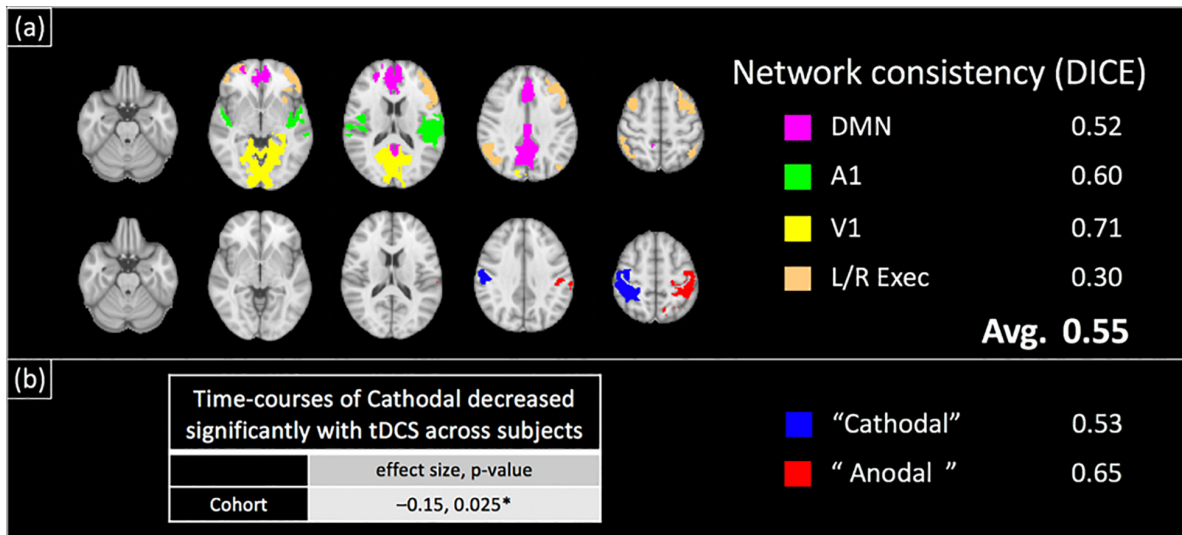 (a)
Network consistency (DICE)
DMN 0.52
A1 0.60
V1 0.71
L/R Exec 0.30
Avg. 0.55
(b)
Time-courses of Cathodal decreased
significantly with tDCS across subjects
effect size, p-value
Cohort –0.15, 0.025*
“Cathodal” 0.53
“ Anodal ” 0.65